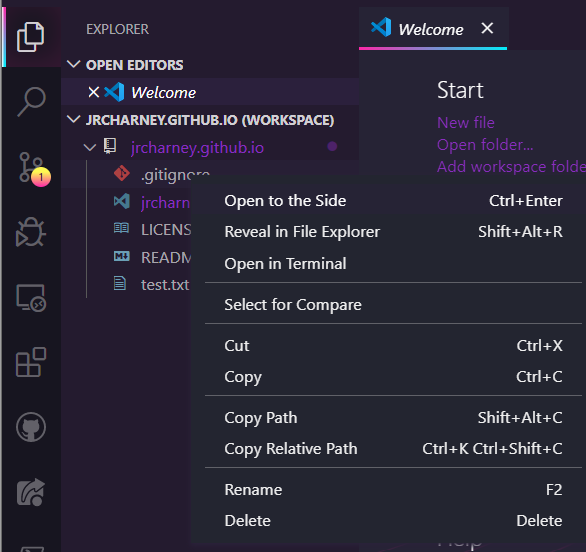 EXPLORER
OPEN EDITORS
Welcome
JRCHARNEY.GITHUB.IO (WORKSPACE)
jrcharney.github.io
.gitignore
jrcharn
LICENS
READM
test.txt
1
Welcome
Start
New file
Open folder...
Add workspace folde
Open to the Side Ctrl+Enter
Reveal in File Explorer Shift+Alt+R
Open in Terminal
Select for Compare
Cut Ctrl+X
Copy Ctrl+C
Copy Path Shift+Alt+C
Copy Relative Path Ctrl+K Ctrl+Shift+C
Rename F2
Delete Delete
Help